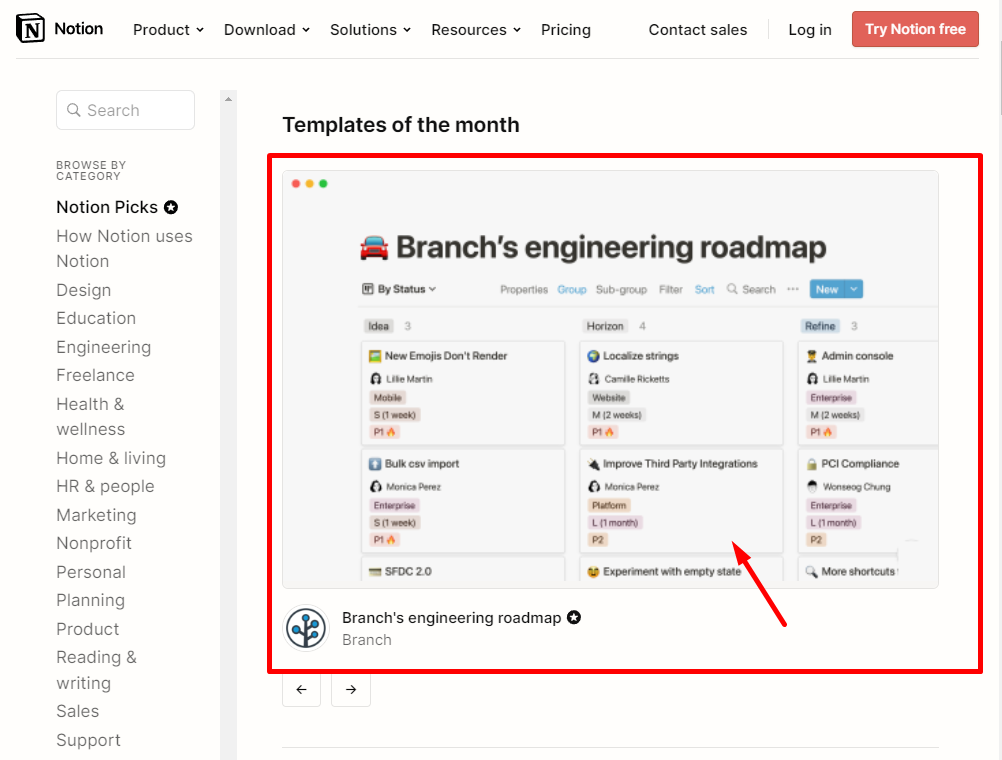 Notion Product Download Solutions Resources Pricing Contact sales Log in Try Notion free
Search
BROWSE BY
CATEGORY
Notion Picks
How Notion uses
Notion
Design
Education
Engineering
Freelance
Health &
wellness
Home & living
HR & people
Marketing
Nonprofit
Personal
Planning
Product
Reading &
writing
Sales
Support
Templates of the month
Branch's engineering roadmap
By Status Properties Group Sub-group Filter Sort Search ••• New
Idea 3
New Emojis Don't Render
Lillie Martin
Mobile
S (1 week)
P1 🔥
Bulk csv import
Monica Perez
Enterprise
S (1 week)
P1 🔥
SFDC 2.0
Horizon 4
Localize strings
Camille Ricketts
Website
M (2 weeks)
P1 🔥
Improve Third Party Integrations
Monica Perez
Platform
L (1 month)
P2
Experiment with empty state
Refine 3
Admin console
Lillie Martin
Enterprise
M (2 weeks)
P1 🔥
PCI Compliance
Wonseog Chung
Enterprise
L (1 month)
P2
More shortcuts
Branch's engineering roadmap
Branch